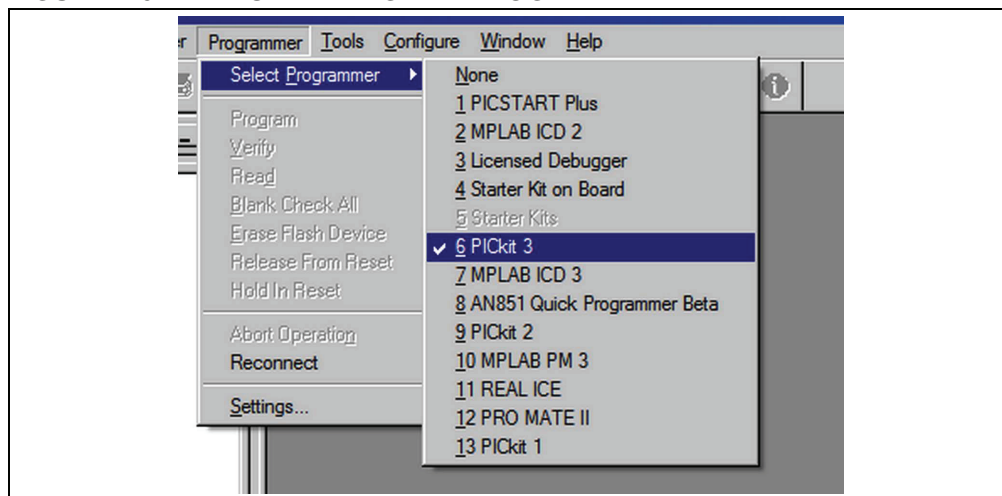 Programmer Tools Configure Window Help
Select Programmer
Program
Verify
Read
Blank Check All
Erase Flash Device
Release From Reset
Hold In Reset
Abort Operation
Reconnect
Settings...
None
1 PICSTART Plus
2 MPLAB ICD 2
3 Licensed Debugger
4 Starter Kit on Board
5 Starter Kits
6 PICkit 3
7 MPLAB ICD 3
8 AN851 Quick Programmer Beta
9 PICkit 2
10 MPLAB PM 3
11 REAL ICE
12 PRO MATE II
13 PICkit 1